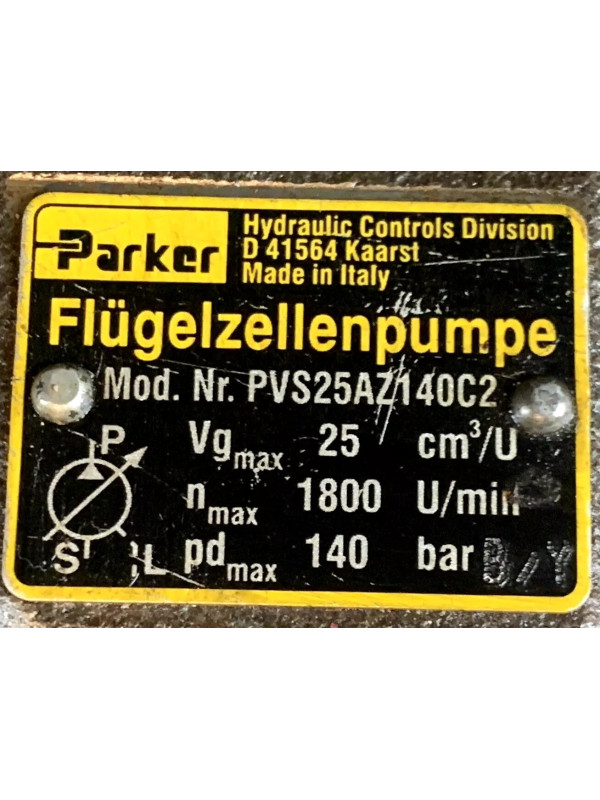 Parker
Hydraulic Controls Division
D 41564 Kaarst
Made in Italy
Flügelzellenpumpe
Mod. Nr. PVS25AZ140C2
P
S
L
Vg max 25 cm³/U
n max 1800 U/min
pd max 140 bar